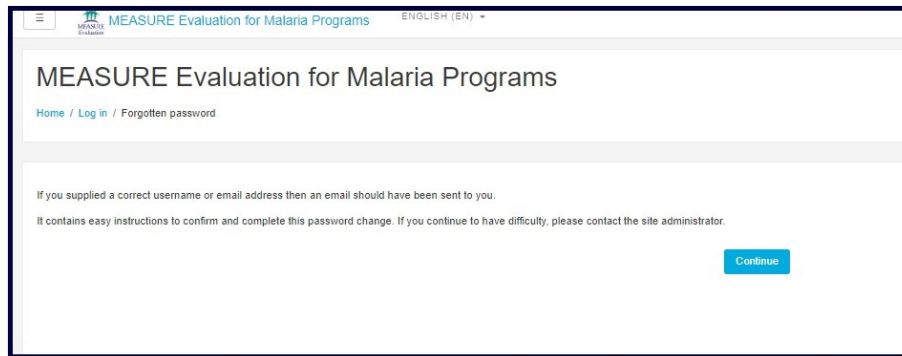 MEASURE Evaluation for Malaria Programs ENGLISH (EN)
MEASURE
Evaluation
MEASURE Evaluation for Malaria Programs
Home / Log in / Forgotten password
If you supplied a correct username or email address then an email should have been sent to you.
It contains easy instructions to confirm and complete this password change. If you continue to have difficulty, please contact the site administrator.
Continue